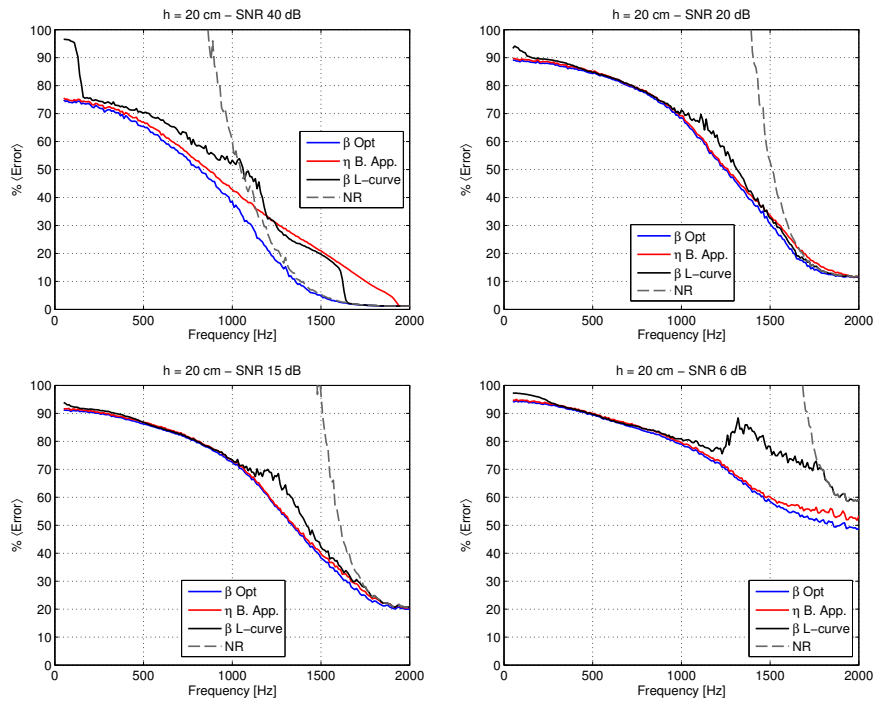 h = 20 cm − SNR 40 dB
100
90
80
70
60
50
40
30
20
10
0
% ⟨Error⟩
β Opt
η B. App.
β L−curve
NR
0 500 1000 1500 2000
Frequency [Hz]
h = 20 cm − SNR 20 dB
100
90
80
70
60
50
40
30
20
10
0
% ⟨Error⟩
β Opt
η B. App.
β L−curve
NR
0 500 1000 1500 2000
Frequency [Hz]
h = 20 cm − SNR 15 dB
100
90
80
70
60
50
40
30
20
10
0
% ⟨Error⟩
β Opt
η B. App.
β L−curve
NR
0 500 1000 1500 2000
Frequency [Hz]
h = 20 cm − SNR 6 dB
100
90
80
70
60
50
40
30
20
10
0
% ⟨Error⟩
β Opt
η B. App.
β L−curve
NR
0 500 1000 1500 2000
Frequency [Hz]